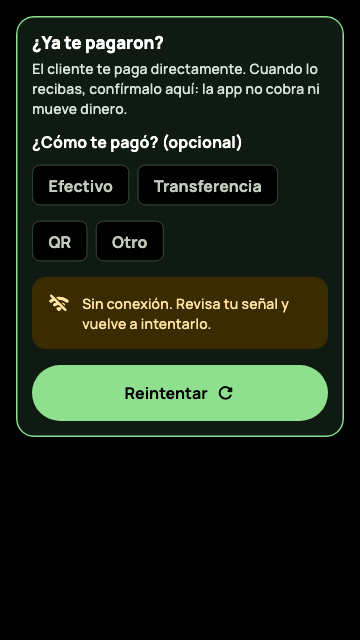 ¿Ya te pagaron?
El cliente te paga directamente. Cuando lo
recibas, confírmalo aquí: la app no cobra ni
mueve dinero.
¿Cómo te pagó? (opcional)
Efectivo
Transferencia
QR
Otro
Sin conexión. Revisa tu señal y
vuelve a intentarlo.
Reintentar